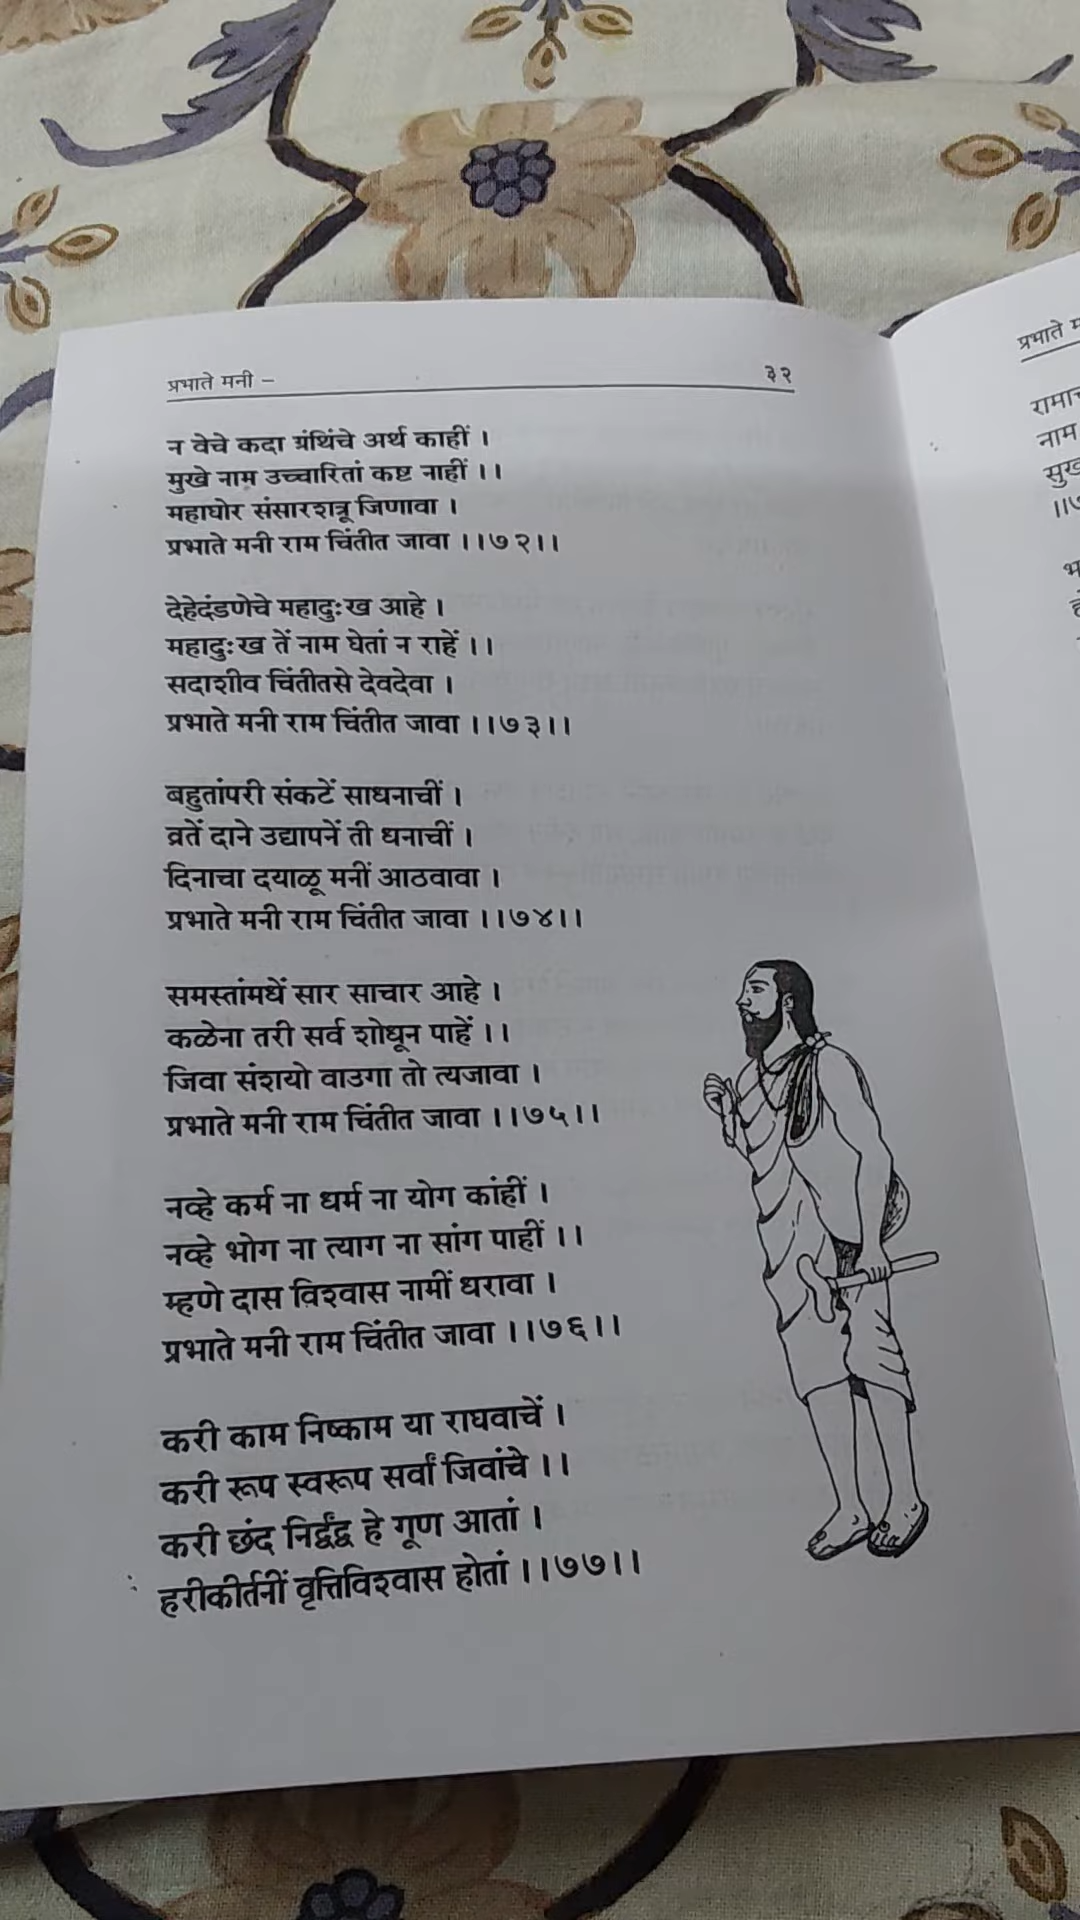 प्रभाते मनी – ३२
न वेचे कदा ग्रंथिंचे अर्थ काहीं ।
मुखे नाम उच्चारितां कष्ट नाहीं ।।
महाघोर संसारशत्रू जिणावा ।
प्रभाते मनी राम चिंतीत जावा ।।७२।।
देहेदंडणेचे महादुःख आहे ।
महादुःख तें नाम घेतां न राहें ।।
सदाशीव चिंतीतसे देवदेवा ।
प्रभाते मनी राम चिंतीत जावा ।।७३।।
बहुतांपरी संकटें साधनाचीं ।
व्रतें दाने उद्यापनें ती धनाचीं ।
दिनाचा दयाळू मनीं आठवावा ।
प्रभाते मनी राम चिंतीत जावा ।।७४।।
समस्तांमधें सार साचार आहे ।
कळेना तरी सर्व शोधून पाहें ।।
जिवा संशयो वाउगा तो त्यजावा ।
प्रभाते मनी राम चिंतीत जावा ।।७५।।
नव्हे कर्म ना धर्म ना योग कांहीं ।
नव्हे भोग ना त्याग ना सांग पाहीं ।।
म्हणे दास विश्वास नामीं धरावा ।
प्रभाते मनी राम चिंतीत जावा ।।७६।।
करी काम निष्काम या राघवाचें ।
करी रूप स्वरूप सर्वां जिवांचे ।।
करी छंद निर्द्वंद्व हे गूण आतां ।
हरीकीर्तनीं वृत्तिविश्वास होतां ।।७७।।
प्रभाते
नाम